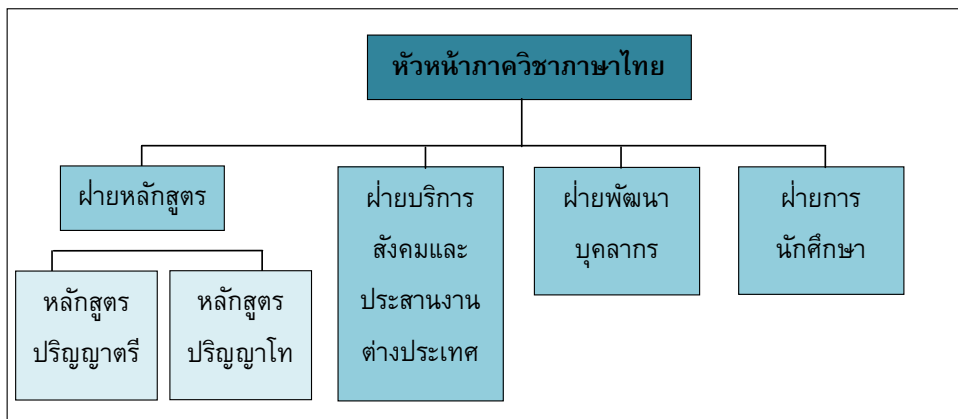 หัวหน้าภาควิชาภาษาไทย
ฝ่ายหลักสูตร
ฝ่ายบริการ
สังคมและ
ประสานงาน
ต่างประเทศ
ฝ่ายพัฒนา
บุคลากร
ฝ่ายการ
นักศึกษา
หลักสูตร
ปริญญาตรี
หลักสูตร
ปริญญาโท